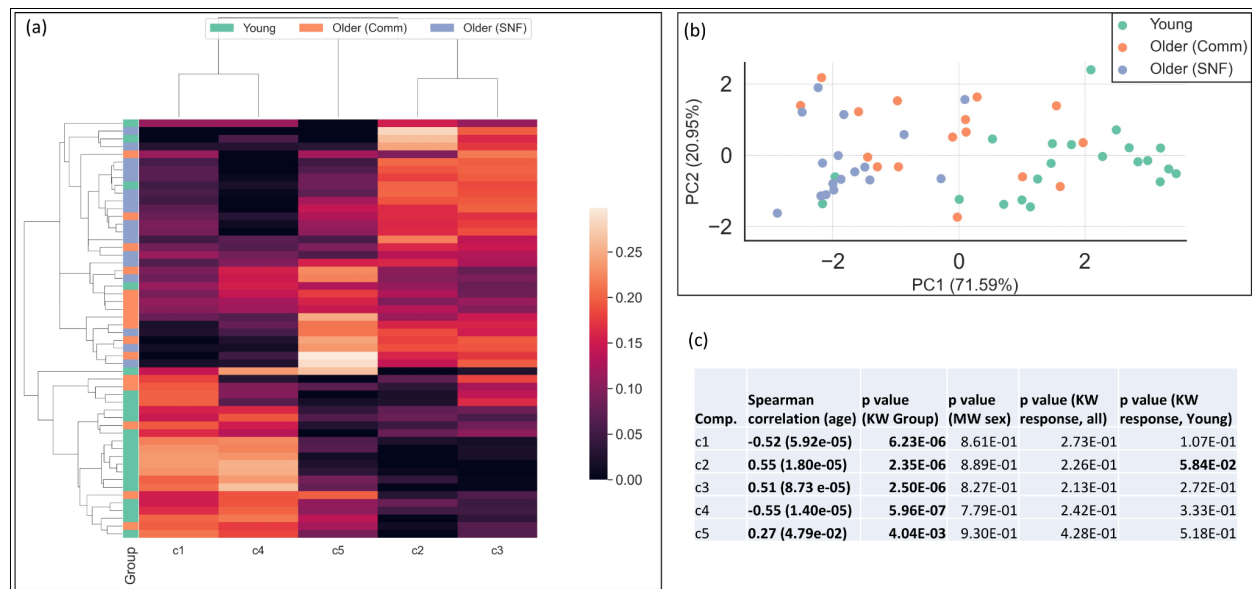 (a)
Young
Older (Comm)
Older (SNF)
0.25
0.20
0.15
0.10
0.05
0.00
Group
c1
c4
c5
c2
c3
(b)
Young
Older (Comm)
Older (SNF)
PC2 (20.95%)
2
0
−2
−2
0
2
PC1 (71.59%)
(c)
Comp. Spearman correlation (age) p value (KW Group) p value (MW sex) p value (KW response, all) p value (KW response, Young)
c1 -0.52 (5.92e-05) 6.23E-06 8.61E-01 2.73E-01 1.07E-01
c2 0.55 (1.80e-05) 2.35E-06 8.89E-01 2.26E-01 5.84E-02
c3 0.51 (8.73 e-05) 2.50E-06 8.27E-01 2.13E-01 2.72E-01
c4 -0.55 (1.40e-05) 5.96E-07 7.79E-01 2.42E-01 3.33E-01
c5 0.27 (4.79e-02) 4.04E-03 9.30E-01 4.28E-01 5.18E-01